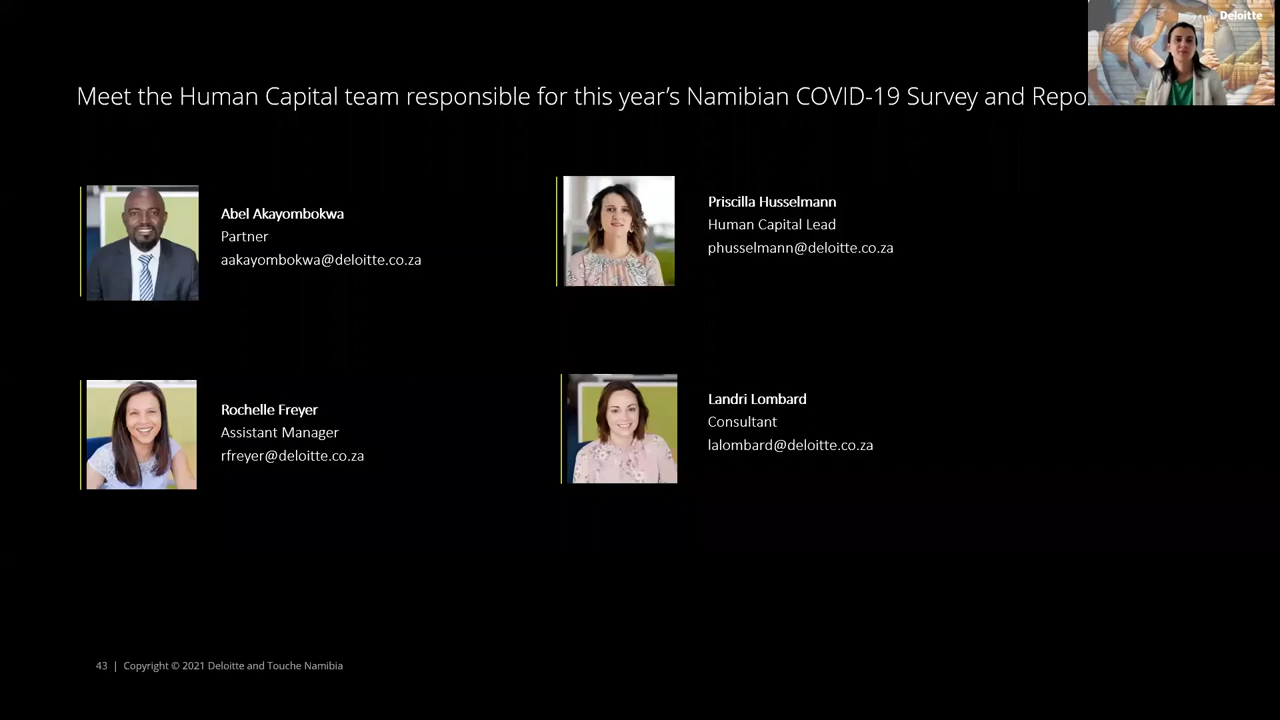 Deloitte
Meet the Human Capital team responsible for this year's Namibian COVID-19 Survey and Repo
Abel Akayombokwa
Partner
aakayombokwa@deloitte.co.za
Priscilla Husselmann
Human Capital Lead
phusselmann@deloitte.co.za
Rochelle Freyer
Assistant Manager
rfreyer@deloitte.co.za
Landri Lombard
Consultant
lalombard@deloitte.co.za
43 | Copyright © 2021 Deloitte and Touche Namibia